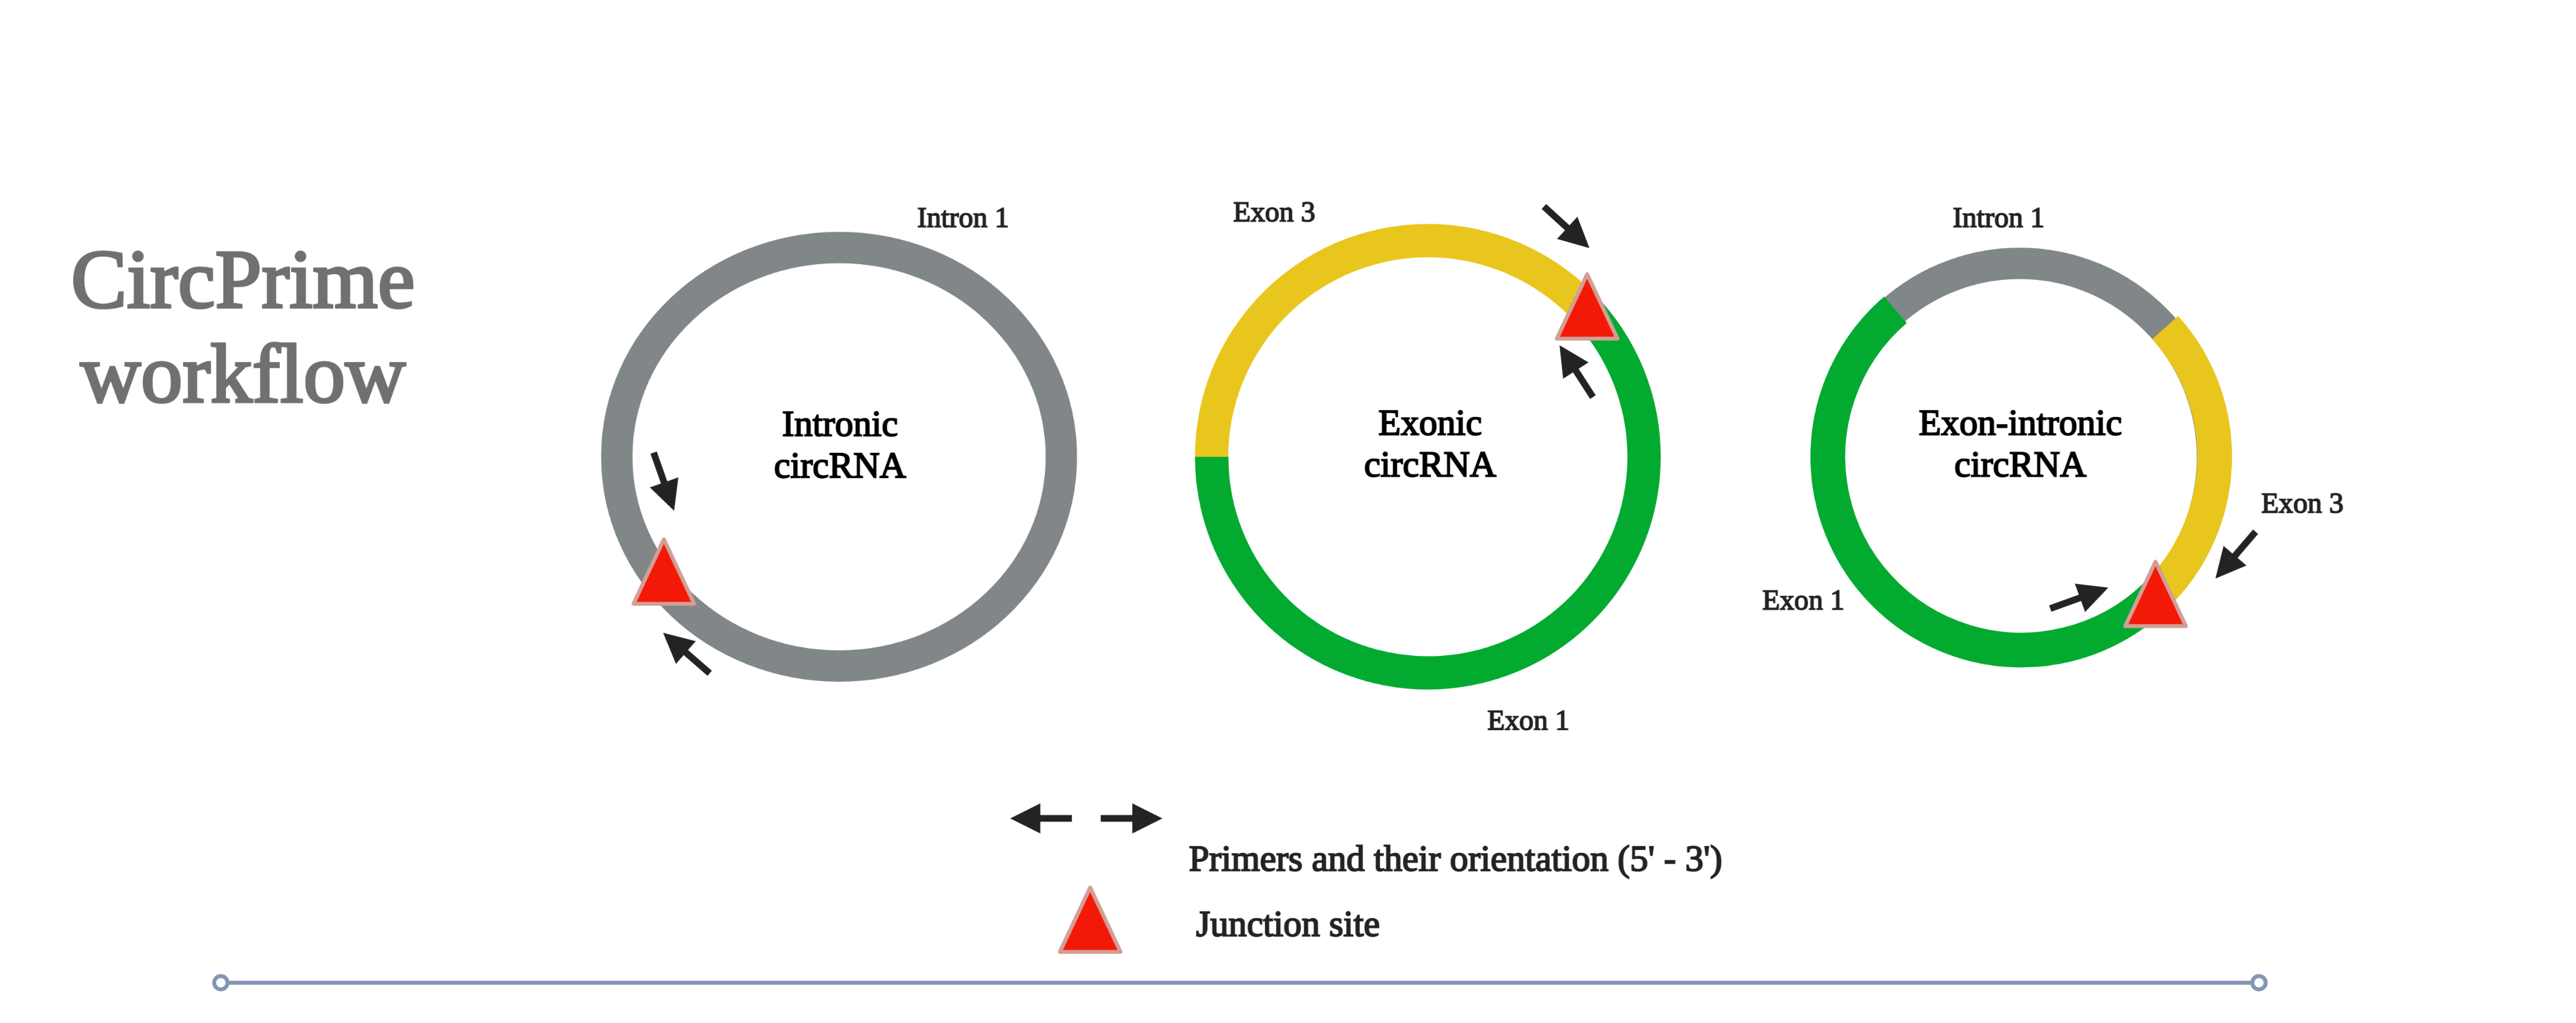 CircPrime
workflow
Intron 1
Intronic
circRNA
Exon 3
Exonic
circRNA
Exon 1
Intron 1
Exon-intronic
circRNA
Exon 3
Exon 1
Primers and their orientation (5' - 3')
Junction site